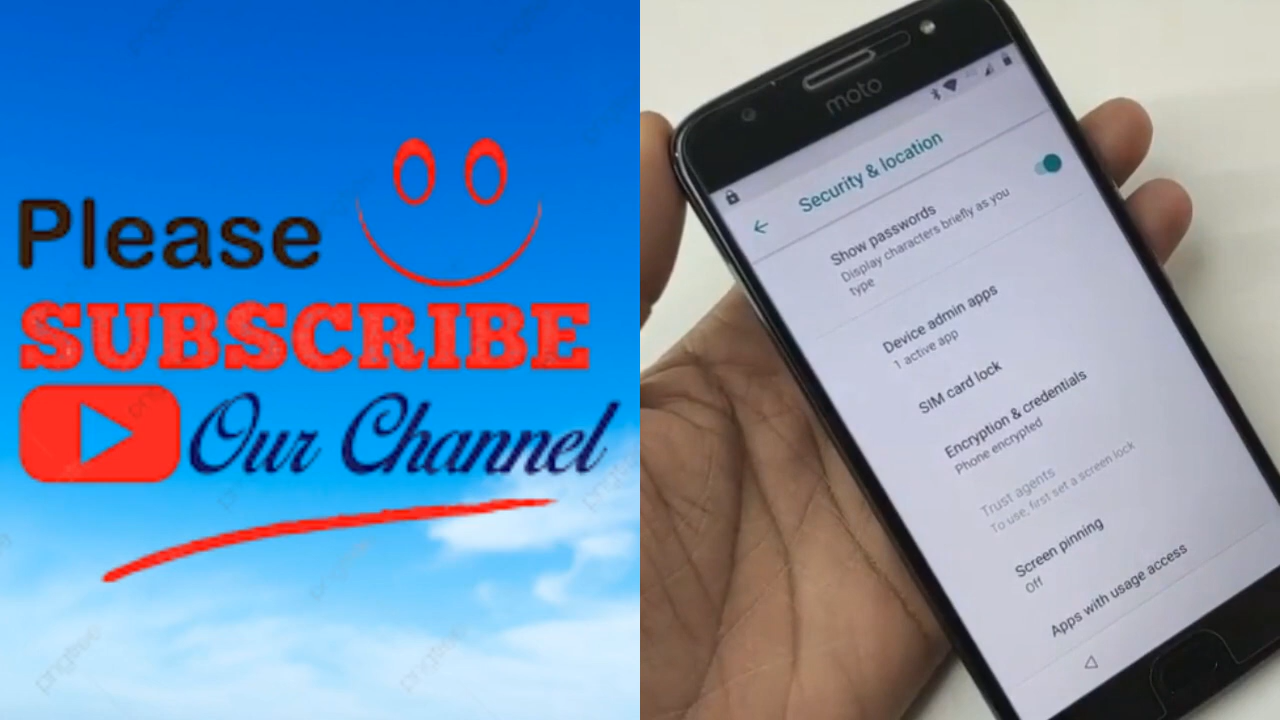 Please
SUBSCRIBE
Our Channel
moto
Security & location
Show passwords
Display characters briefly as you
type
Device admin apps
1 active app
SIM card lock
Encryption & credentials
Phone encrypted
Trust agents
To use, first set a screen lock
Screen pinning
Off
Apps with usage access